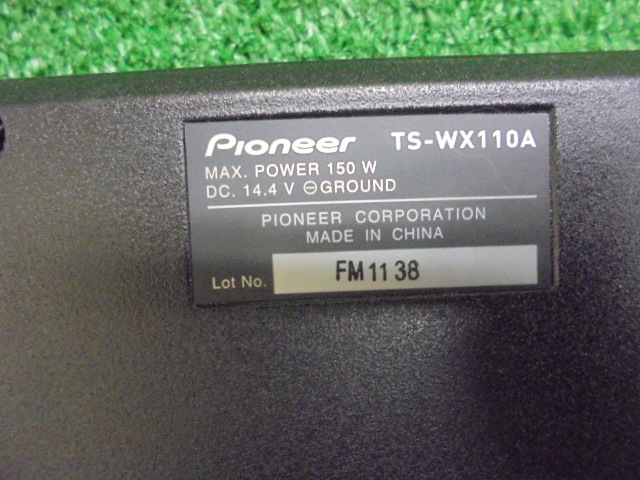 Pioneer TS-WX110A
MAX. POWER 150 W
DC. 14.4 V ⊖GROUND
PIONEER CORPORATION
MADE IN CHINA
Lot No. FM11 38